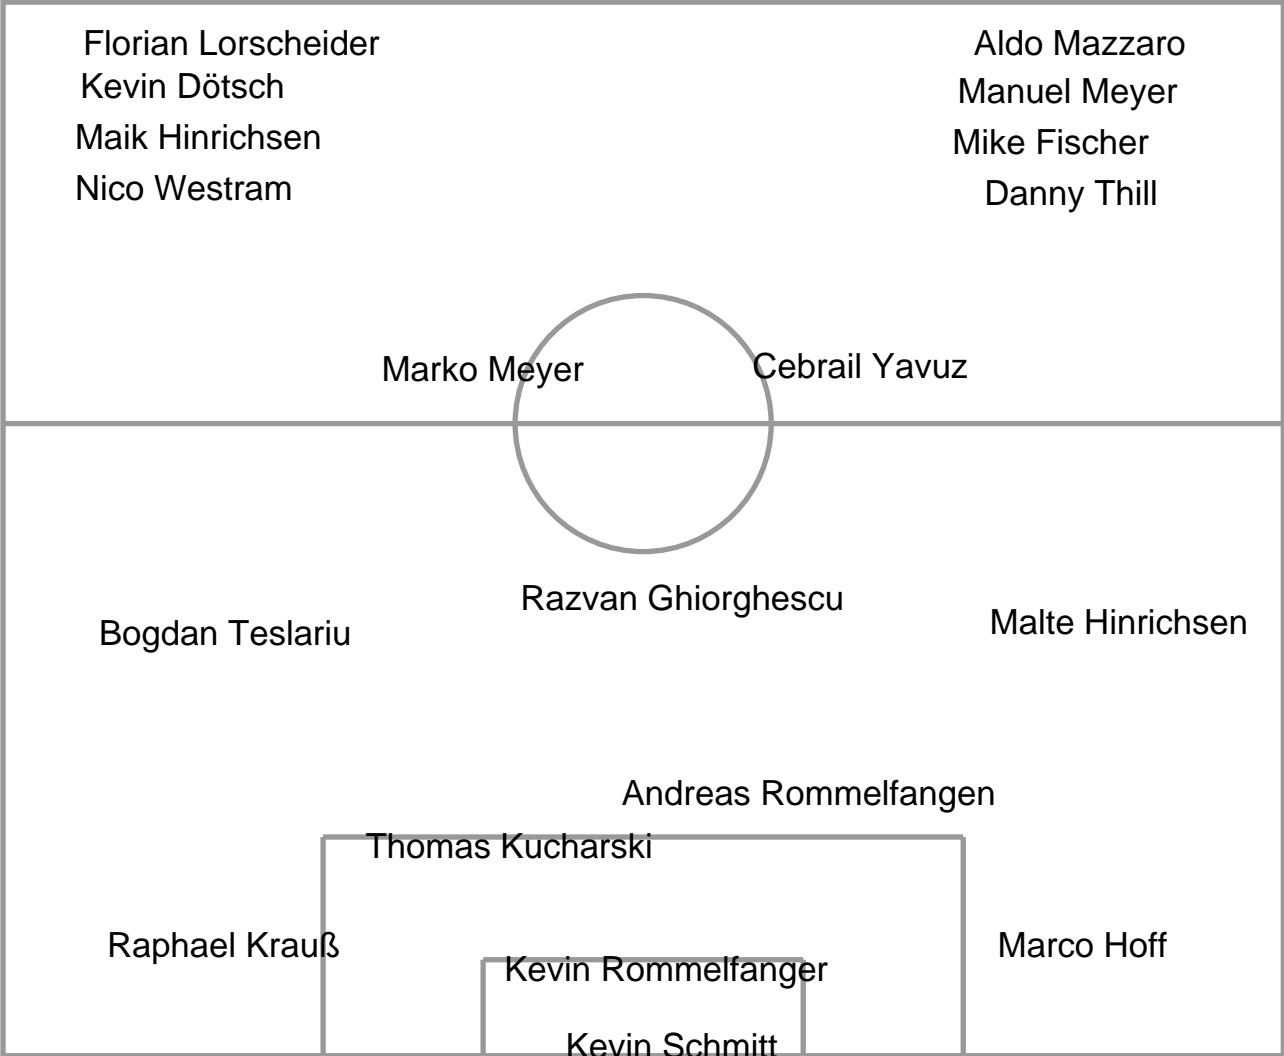 Florian Lorscheider
Kevin Dötsch
Maik Hinrichsen
Nico Westram
Aldo Mazzaro
Manuel Meyer
Mike Fischer
Danny Thill
Marko Meyer
Cebrail Yavuz
Razvan Ghiorghescu
Bogdan Teslariu
Malte Hinrichsen
Andreas Rommelfangen
Thomas Kucharski
Raphael Krauß
Marco Hoff
Kevin Rommelfanger
Kevin Schmitt